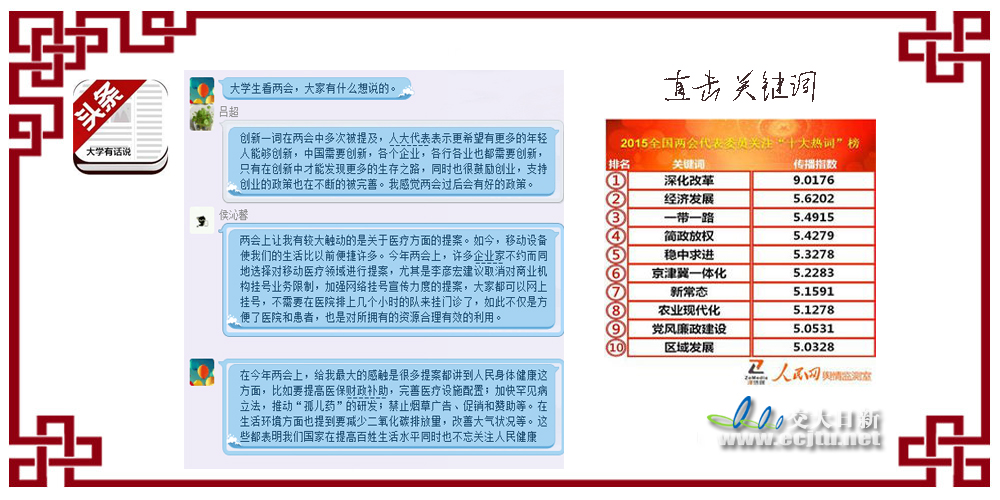 头条
大学有话说
大学生看两会，大家有什么想说的。
吕超
创新一词在两会中多次被提及，人大代表表示更希望有更多的年轻
人能够创新，中国需要创新，各个企业，各行各业也都需要创新，
只有在创新中才能发现更多的生存之路，同时也很鼓励创业，支持
创业的政策也在不断的被完善。我感觉两会过后会有好的政策。
侯沁馨
两会上让我有较大触动的是关于医疗方面的提案。如今，移动设备
使我们的生活比以前便捷许多。今年两会上，许多企业家不约而同
地选择对移动医疗领域进行提案，尤其是李彦宏建议取消对商业机
构挂号业务限制，加强网络挂号宣传力度的提案，大家都可以网上
挂号，不需要在医院排上几个小时的队来挂门诊了，如此不仅是方
便了医院和患者，也是对所拥有的资源合理有效的利用。
在今年两会上，给我最大的感触是很多提案都讲到人民身体健康这
方面，比如要提高医保财政补助，完善医疗设施配置；加快罕见病
立法，推动“孤儿药”的研发；禁止烟草广告、促销和赞助等。在
生活环境方面也提到要减少二氧化碳排放量，改善大气状况等。这
些都表明我们国家在提高百姓生活水平同时也不忘关注人民健康
直击关键词
2015全国两会代表委员关注“十大热词”榜
排名 关键词 传播指数
1 深化改革 9.0176
2 经济发展 5.6202
3 一带一路 5.4915
4 简政放权 5.4279
5 稳中求进 5.3278
6 京津冀一体化 5.2283
7 新常态 5.1591
8 农业现代化 5.1278
9 党风廉政建设 5.0531
10 区域发展 5.0328
人民网 舆情监测室
交大日新
www.ecjtu.net